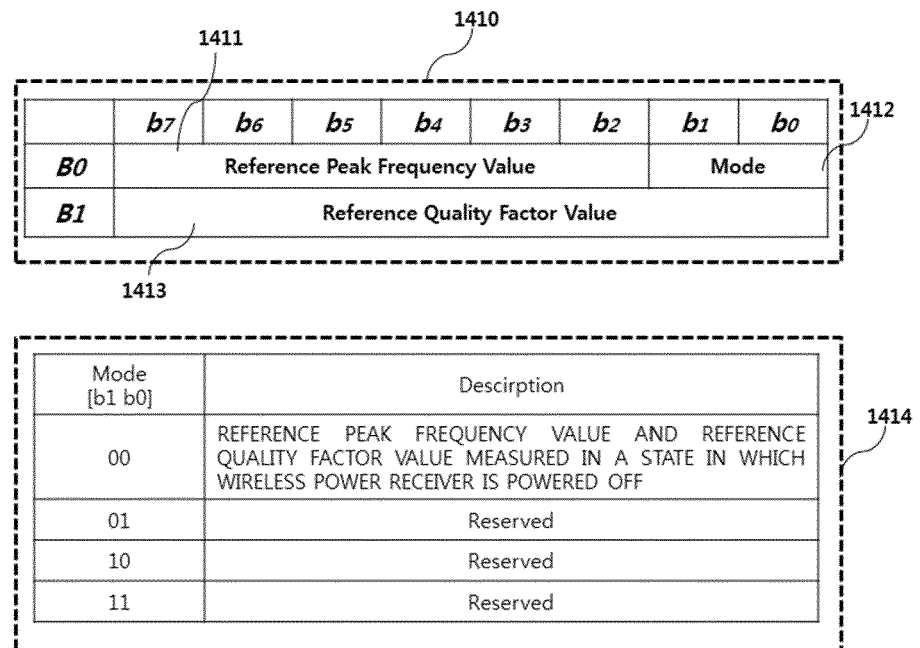 1410
1411
b7 b6 b5 b4 b3 b2 b1 b0
1412
B0 Reference Peak Frequency Value Mode
B1 Reference Quality Factor Value
1413
Mode
[b1 b0]
Descirption
1414
00
REFERENCE PEAK FREQUENCY VALUE AND REFERENCE
QUALITY FACTOR VALUE MEASURED IN A STATE IN WHICH
WIRELESS POWER RECEIVER IS POWERED OFF
01 Reserved
10 Reserved
11 Reserved